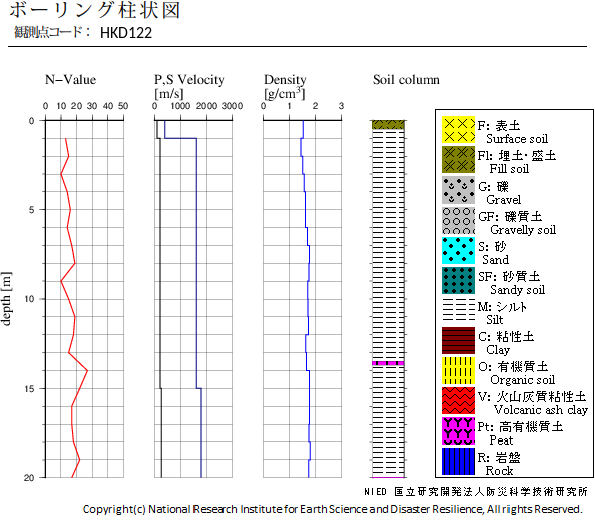 ボーリング柱状図
観測点コード： HKD122
N−Value
P,S Velocity
[m/s]
Density
[g/cm³]
Soil column
0 10 20 30 40 50
0 1000 2000 3000
0 1 2 3
depth [m]
0
5
10
15
20
F: 表土
Surface soil
Fl: 埋土・盛土
Fill soil
G: 礫
Gravel
GF: 礫質土
Gravelly soil
S: 砂
Sand
SF: 砂質土
Sandy soil
M: シルト
Silt
C: 粘性土
Clay
O: 有機質土
Organic soil
V: 火山灰質粘性土
Volcanic ash clay
Pt: 高有機質土
Peat
R: 岩盤
Rock
NIED 国立研究開発法人防災科学技術研究所
Copyright(c) National Research Institute for Earth Science and Disaster Resilience, All rights Reserved.